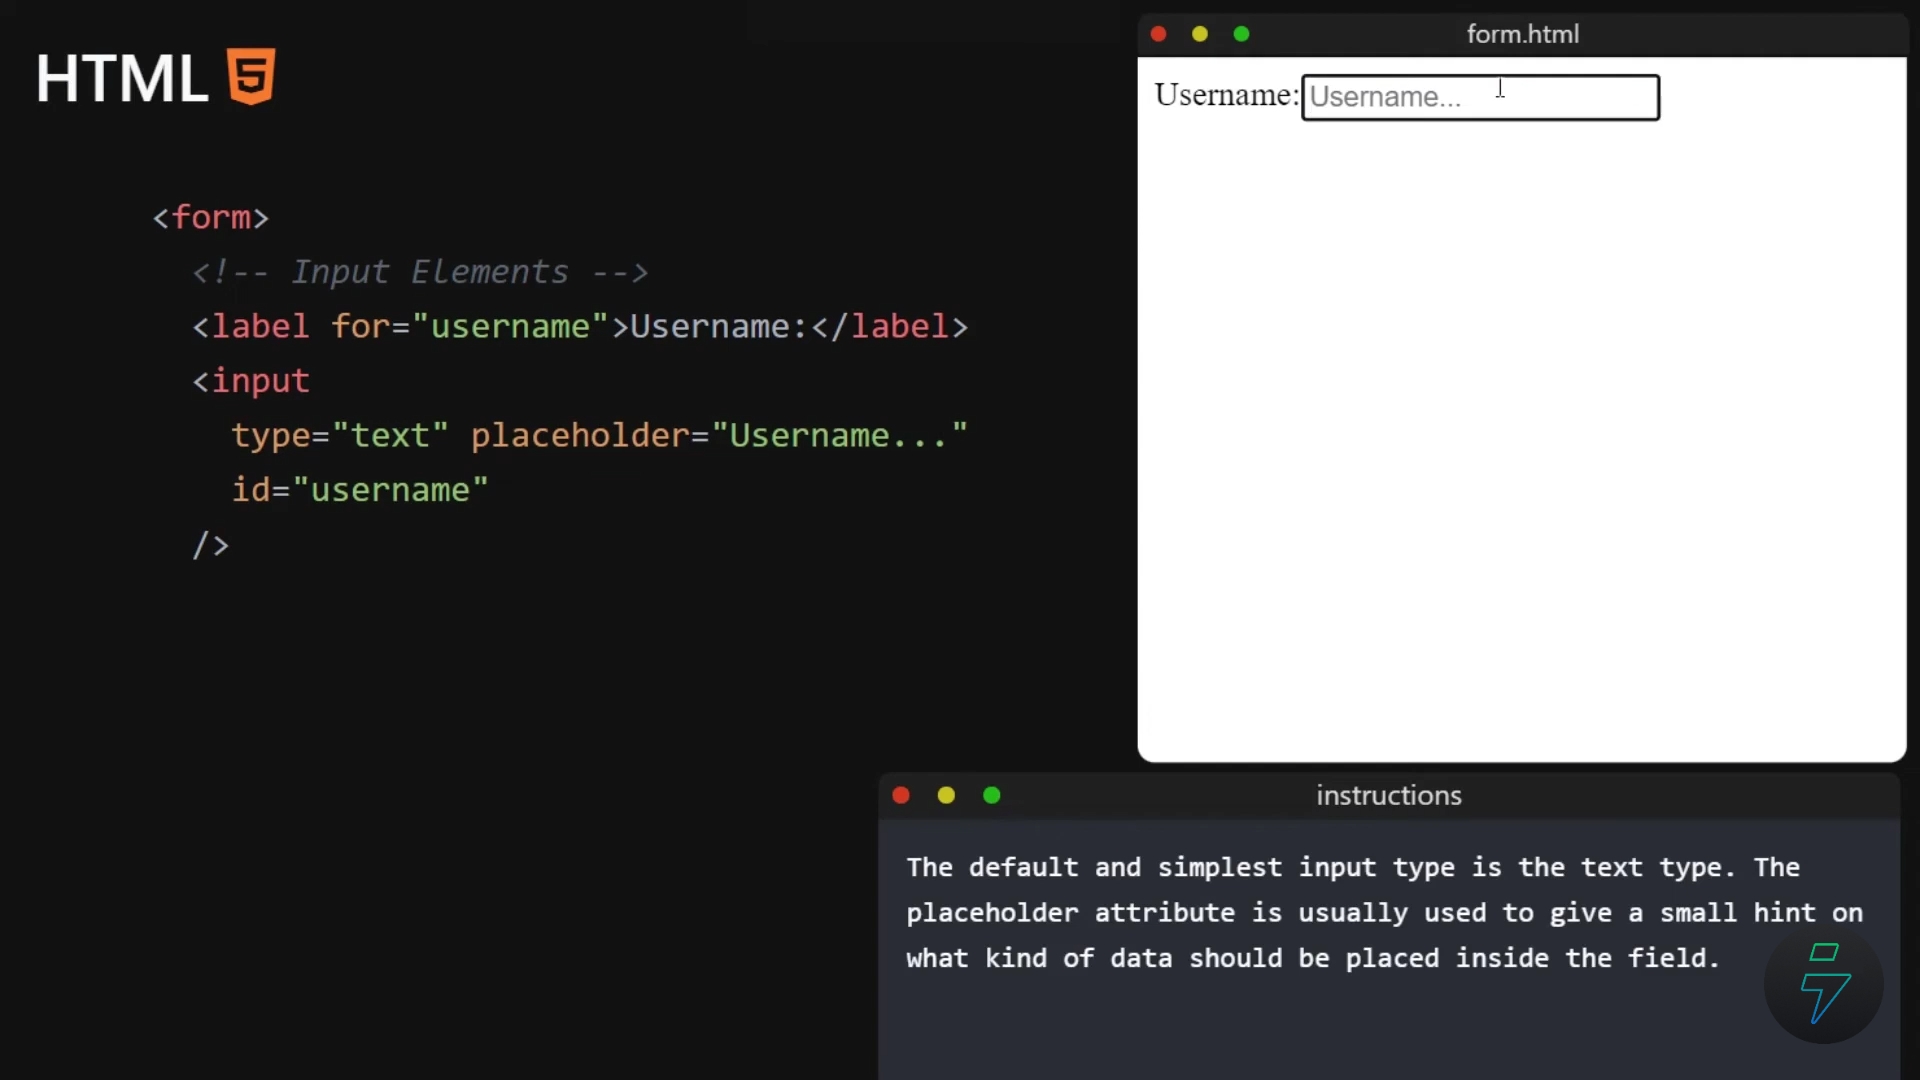 HTML 5
<form>
<!-- Input Elements -->
<label for="username">Username:</label>
<input
type="text" placeholder="Username..."
id="username"
/>
form.html
Username: Username...
instructions
The default and simplest input type is the text type. The
placeholder attribute is usually used to give a small hint on
what kind of data should be placed inside the field.